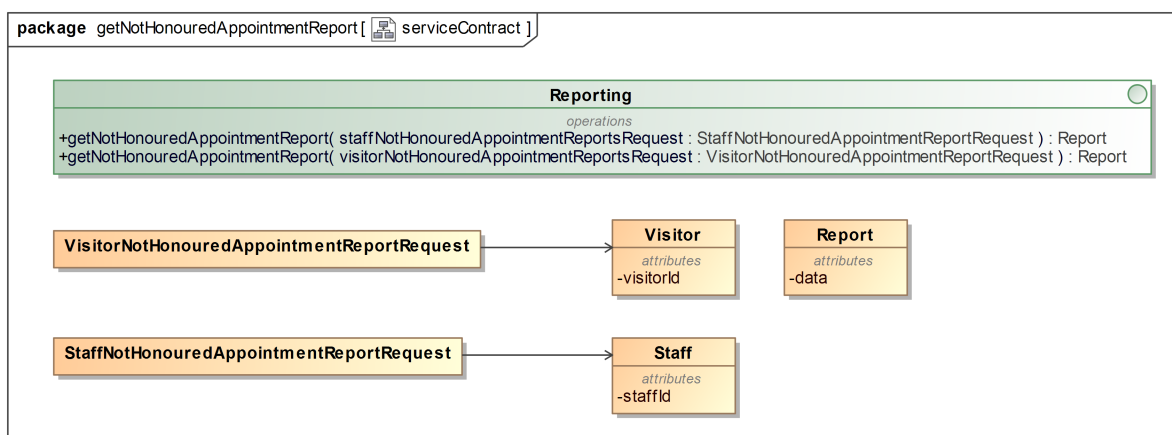 package getNotHonouredAppointmentReport [ serviceContract ]
Reporting
operations
+getNotHonouredAppointmentReport( staffNotHonouredAppointmentReportsRequest : StaffNotHonouredAppointmentReportRequest ) : Report
+getNotHonouredAppointmentReport( visitorNotHonouredAppointmentReportsRequest : VisitorNotHonouredAppointmentReportRequest ) : Report
VisitorNotHonouredAppointmentReportRequest
Visitor
attributes
-visitorId
Report
attributes
-data
StaffNotHonouredAppointmentReportRequest
Staff
attributes
-staffId